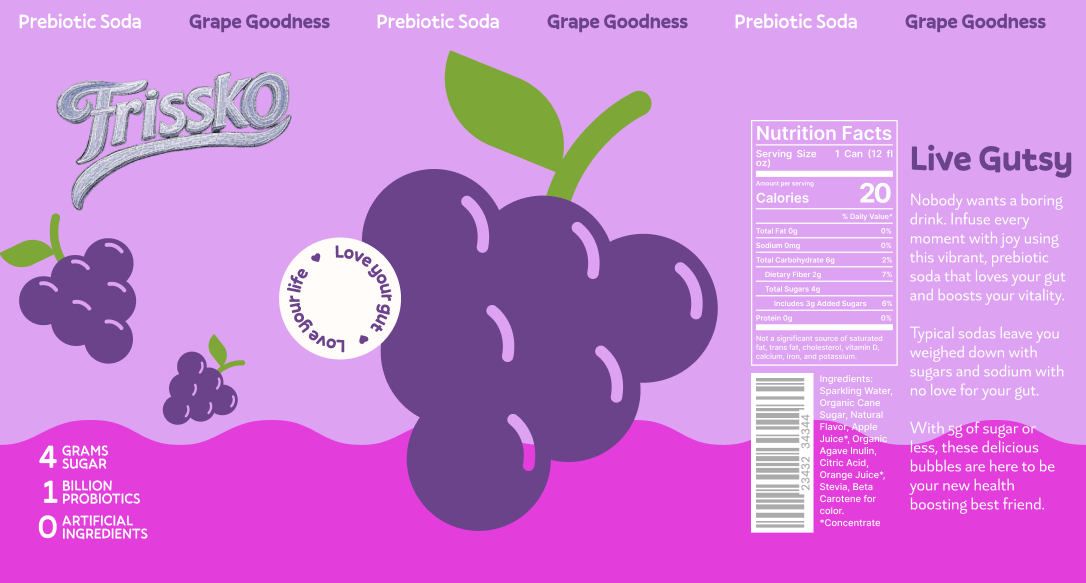 Prebiotic Soda Grape Goodness Prebiotic Soda Grape Goodness Prebiotic Soda Grape Goodness
Frissko
Love your gut
Love your life
4 GRAMS
SUGAR
1 BILLION
PROBIOTICS
0 ARTIFICIAL
INGREDIENTS
Nutrition Facts
Serving Size 1 Can (12 fl
oz)
Amount per serving
Calories 20
% Daily Value*
Total Fat 0g 0%
Sodium 0mg 0%
Total Carbohydrate 6g 2%
Dietary Fiber 2g 7%
Total Sugars 4g
Includes 3g Added Sugars 6%
Protein 0g 0%
Not a significant source of saturated
fat, trans fat, cholesterol, vitamin D,
calcium, iron, and potassium.
23432 34344
Ingredients:
Sparkling Water,
Organic Cane
Sugar, Natural
Flavor, Apple
Juice*, Organic
Agave Inulin,
Citric Acid,
Orange Juice*,
Stevia, Beta
Carotene for
color.
*Concentrate
Live Gutsy
Nobody wants a boring
drink. Infuse every
moment with joy using
this vibrant, prebiotic
soda that loves your gut
and boosts your vitality.
Typical sodas leave you
weighed down with
sugars and sodium with
no love for your gut.
With 5g of sugar or
less, these delicious
bubbles are here to be
your new health
boosting best friend.